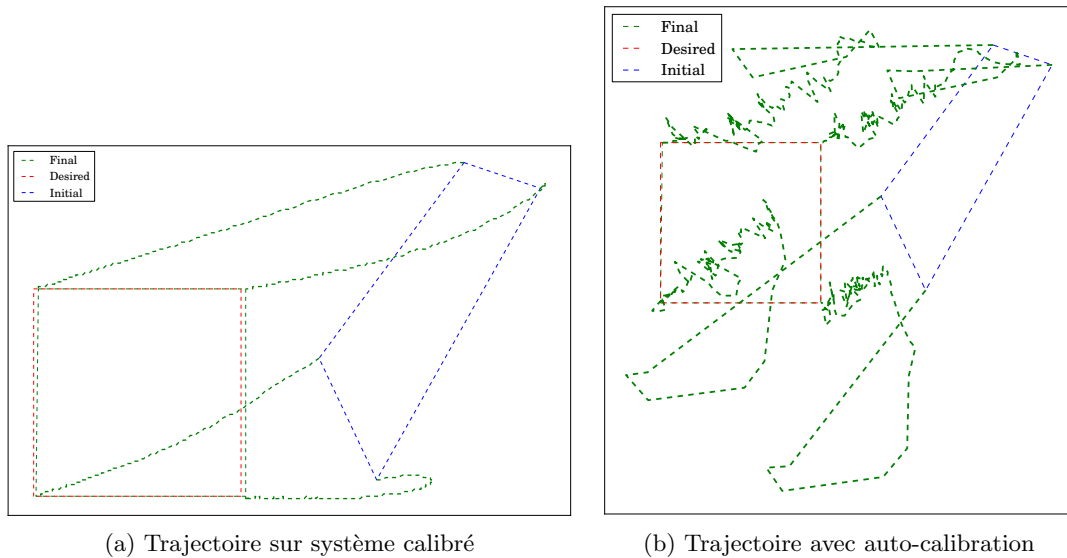 Final
Desired
Initial
(a) Trajectoire sur système calibré
Final
Desired
Initial
(b) Trajectoire avec auto-calibration